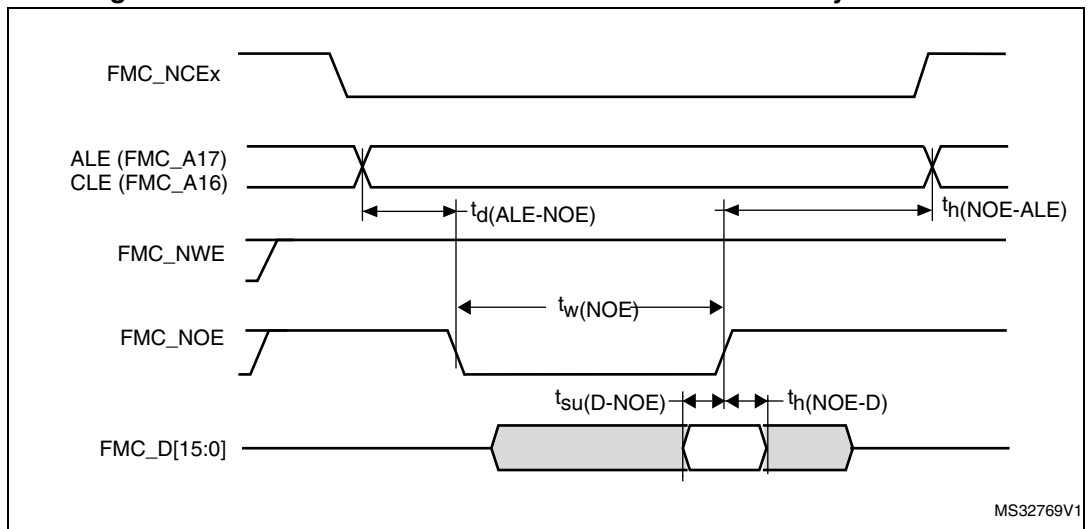 FMC_NCEx
ALE (FMC_A17)
CLE (FMC_A16)
td(ALE-NOE)
th(NOE-ALE)
FMC_NWE
tw(NOE)
FMC_NOE
tsu(D-NOE)
th(NOE-D)
FMC_D[15:0]
MS32769V1